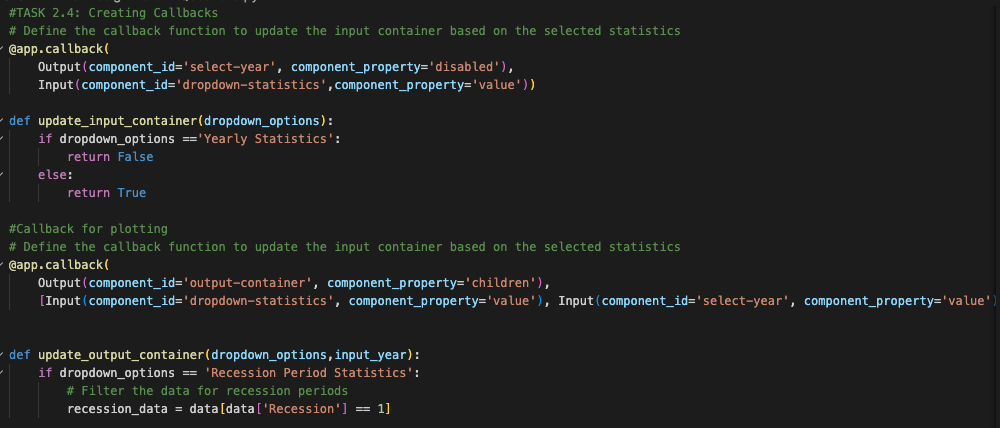 #TASK 2.4: Creating Callbacks
# Define the callback function to update the input container based on the selected statistics
@app.callback(
    Output(component_id='select-year', component_property='disabled'),
    Input(component_id='dropdown-statistics',component_property='value'))
def update_input_container(dropdown_options):
    if dropdown_options =='Yearly Statistics':
        return False
    else:
        return True
#Callback for plotting
# Define the callback function to update the input container based on the selected statistics
@app.callback(
    Output(component_id='output-container', component_property='children'),
    [Input(component_id='dropdown-statistics', component_property='value'), Input(component_id='select-year', component_property='value')
def update_output_container(dropdown_options,input_year):
    if dropdown_options == 'Recession Period Statistics':
        # Filter the data for recession periods
        recession_data = data[data['Recession'] == 1]